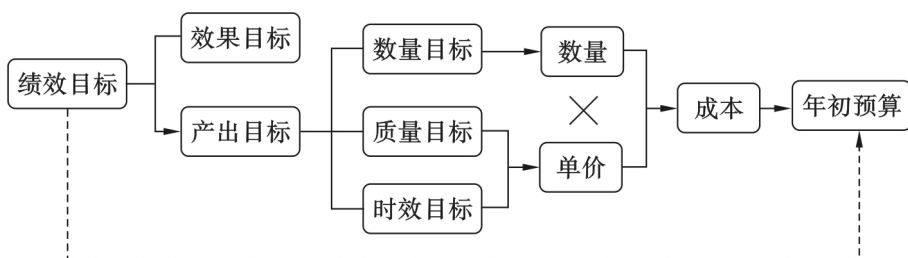 效果目标
数量目标
数量
绩效目标
成本
年初预算
产出目标
质量目标
单价
时效目标